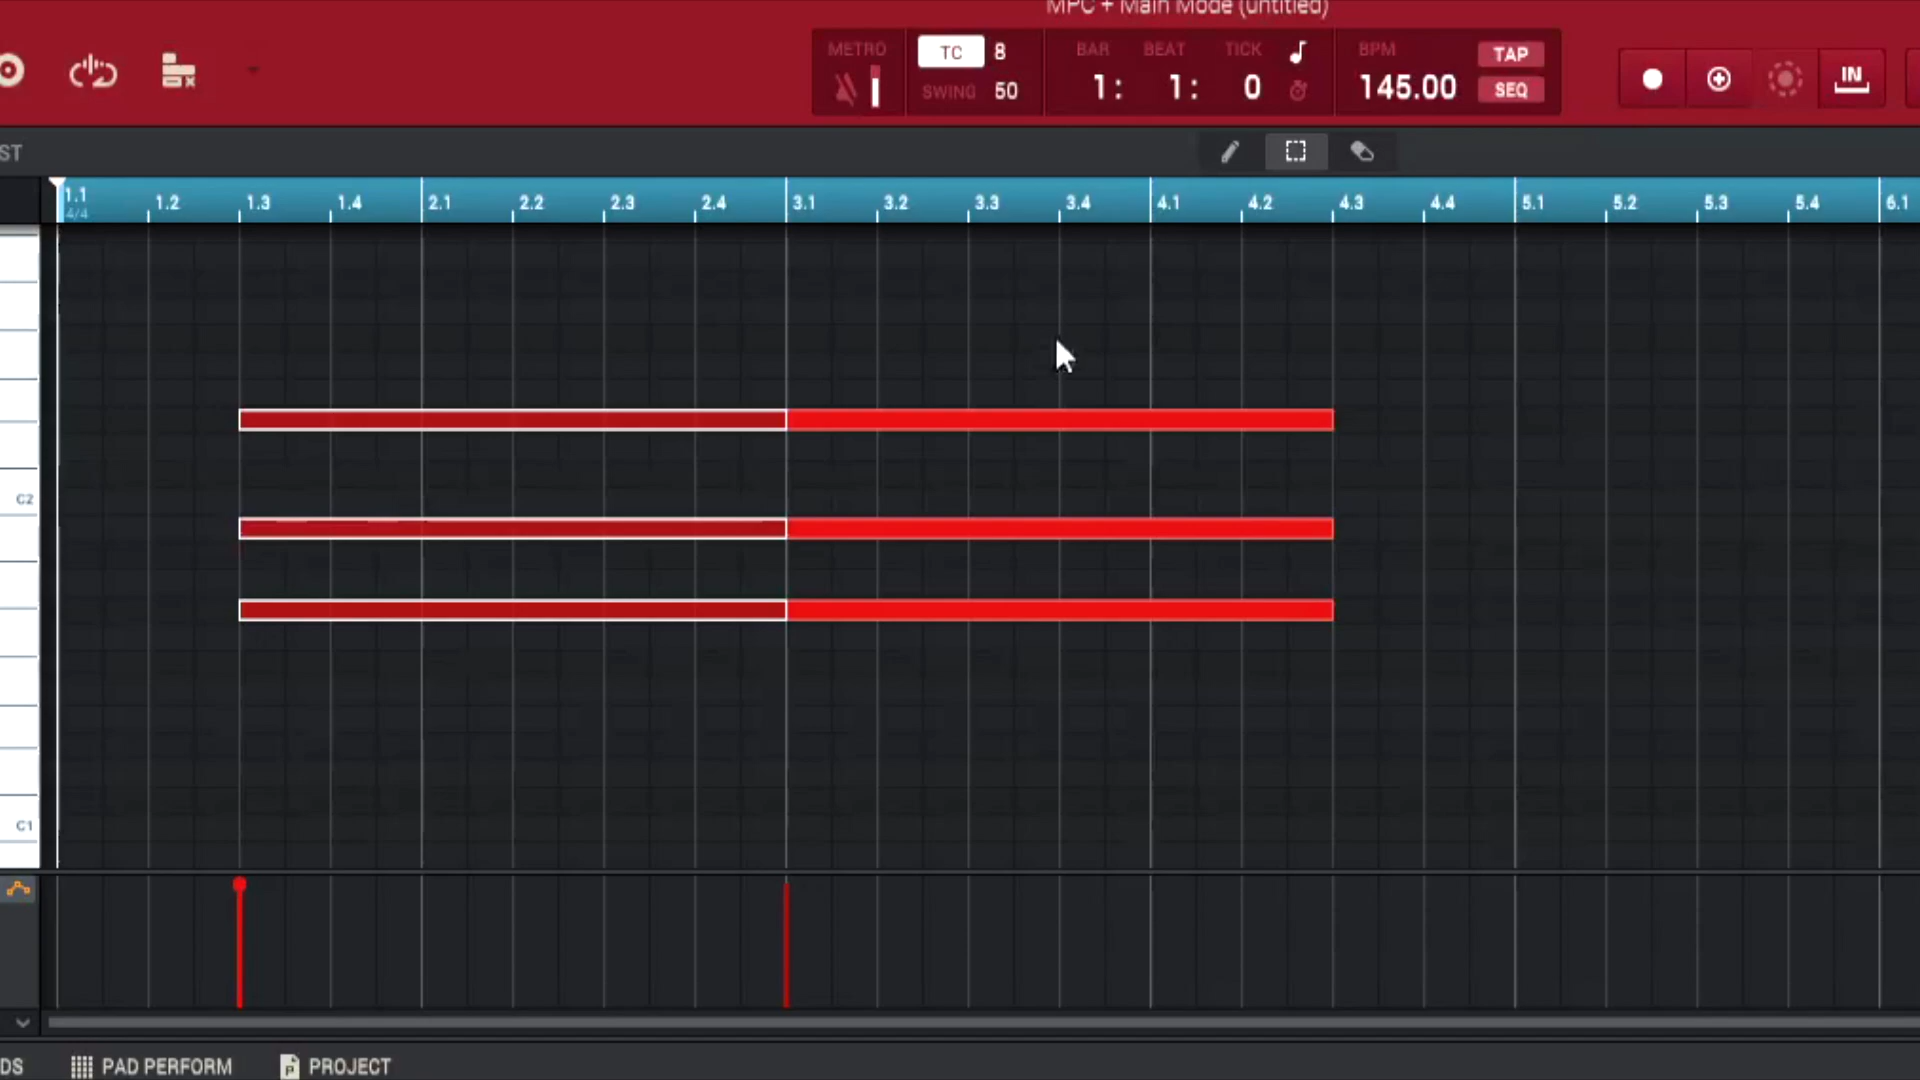 MPC + Main Mode (untitled)
METRO
TC 8
SWING 50
BAR BEAT TICK
1: 1: 0
BPM
145.00
TAP
SEQ
IN
ST
1.1 1.2 1.3 1.4 2.1 2.2 2.3 2.4 3.1 3.2 3.3 3.4 4.1 4.2 4.3 4.4 5.1 5.2 5.3 5.4 6.1
4/4
C2
C1
DS PAD PERFORM PROJECT